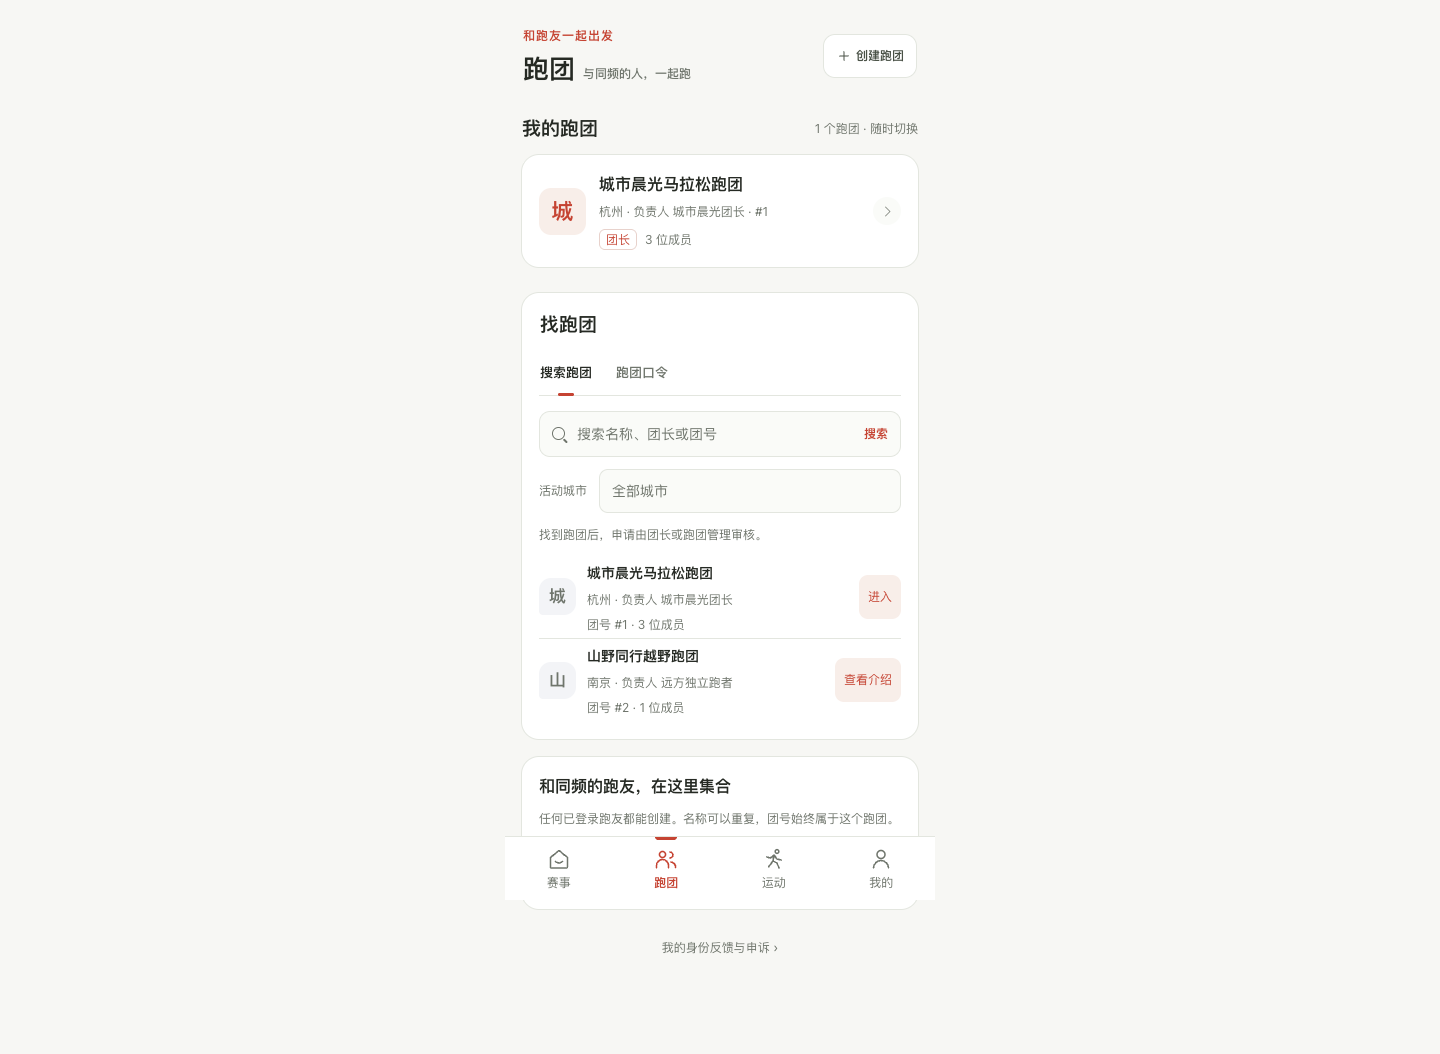 和跑友一起出发
跑团 与同频的人，一起跑
创建跑团
我的跑团
1 个跑团 · 随时切换
城
城市晨光马拉松跑团
杭州 · 负责人 城市晨光团长 · #1
团长 3 位成员
找跑团
搜索跑团 跑团口令
搜索名称、团长或团号 搜索
活动城市 全部城市
找到跑团后，申请由团长或跑团管理审核。
城
城市晨光马拉松跑团
杭州 · 负责人 城市晨光团长
团号 #1 · 3 位成员
进入
山
山野同行越野跑团
南京 · 负责人 远方独立跑者
团号 #2 · 1 位成员
查看介绍
和同频的跑友，在这里集合
任何已登录跑友都能创建。名称可以重复，团号始终属于这个跑团。
赛事 跑团 运动 我的
我的身份反馈与申诉 ›